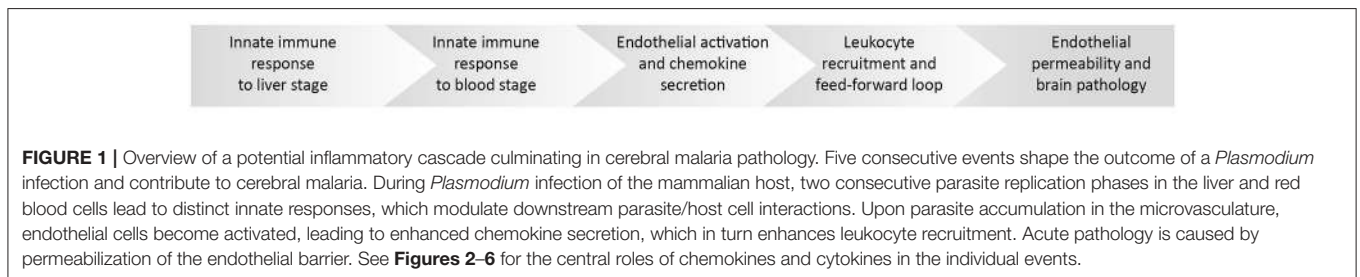 Innate immune
response
to liver stage
Innate immune
response
to blood stage
Endothelial activation
and chemokine
secretion
Leukocyte
recruitment and
feed-forward loop
Endothelial
permeability and
brain pathology
FIGURE 1 | Overview of a potential inflammatory cascade culminating in cerebral malaria pathology. Five consecutive events shape the outcome of a Plasmodium
infection and contribute to cerebral malaria. During Plasmodium infection of the mammalian host, two consecutive parasite replication phases in the liver and red
blood cells lead to distinct innate responses, which modulate downstream parasite/host cell interactions. Upon parasite accumulation in the microvasculature,
endothelial cells become activated, leading to enhanced chemokine secretion, which in turn enhances leukocyte recruitment. Acute pathology is caused by
permeabilization of the endothelial barrier. See Figures 2–6 for the central roles of chemokines and cytokines in the individual events.